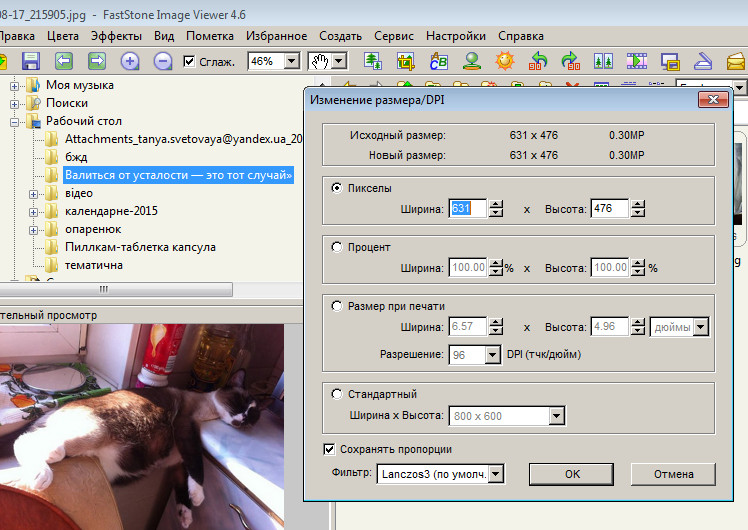 08-17_215905.jpg - FastStone Image Viewer 4.6
Правка Цвета Эффекты Вид Пометка Избранное Создать Сервис Настройки Справка
Сглаж. 46%
Моя музыка
Поиски
Рабочий стол
Attachments_tanya.svetovaya@yandex.ua_20
бжд
Валиться от усталости — это тот случай»
відео
календарне-2015
опаренюк
Пиллкам-таблетка капсула
тематична
тельный просмотр
Изменение размера/DPI
Исходный размер: 631 x 476 0.30MP
Новый размер: 631 x 476 0.30MP
Пикселы
Ширина: 631 x Высота: 476
Процент
Ширина: 100.00 % x Высота: 100.00 %
Размер при печати
Ширина: 6.57 x Высота: 4.96 дюймы
Разрешение: 96 DPI (тчк/дюйм)
Стандартный
Ширина x Высота: 800 x 600
Сохранять пропорции
Фильтр: Lanczos3 (по умолч. OK Отмена